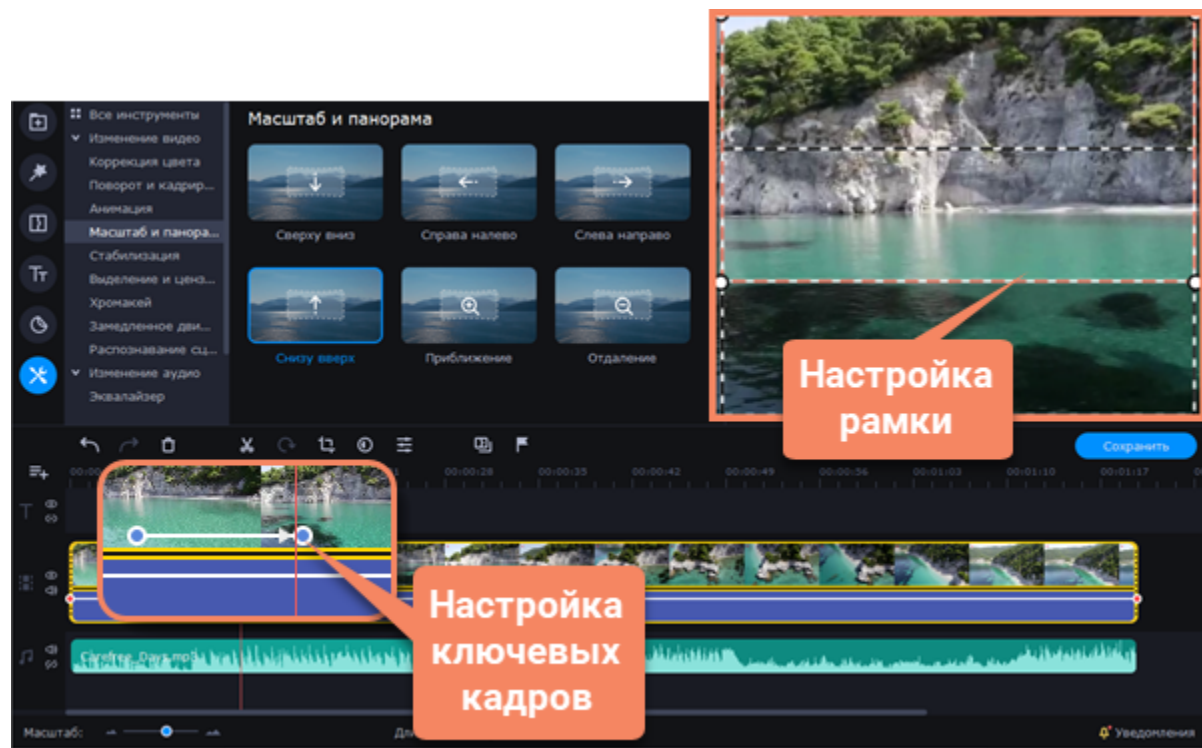 Все инструменты
Изменение видео
Коррекция цвета
Поворот и кадрир...
Анимация
Масштаб и панора...
Стабилизация
Выделение и ценз...
Хромакей
Замедленное дви...
Распознавание сц...
Изменение аудио
Эквалайзер
Масштаб и панорама
Сверху вниз
Справа налево
Слева направо
Снизу вверх
Приближение
Отдаление
Настройка
рамки
Сохранить
00:00:28 00:00:35 00:00:42 00:00:49 00:00:56 00:01:03 00:01:10 00:01:17
Настройка
ключевых
кадров
Carefree_Days.mp3
Масштаб:
Уведомления